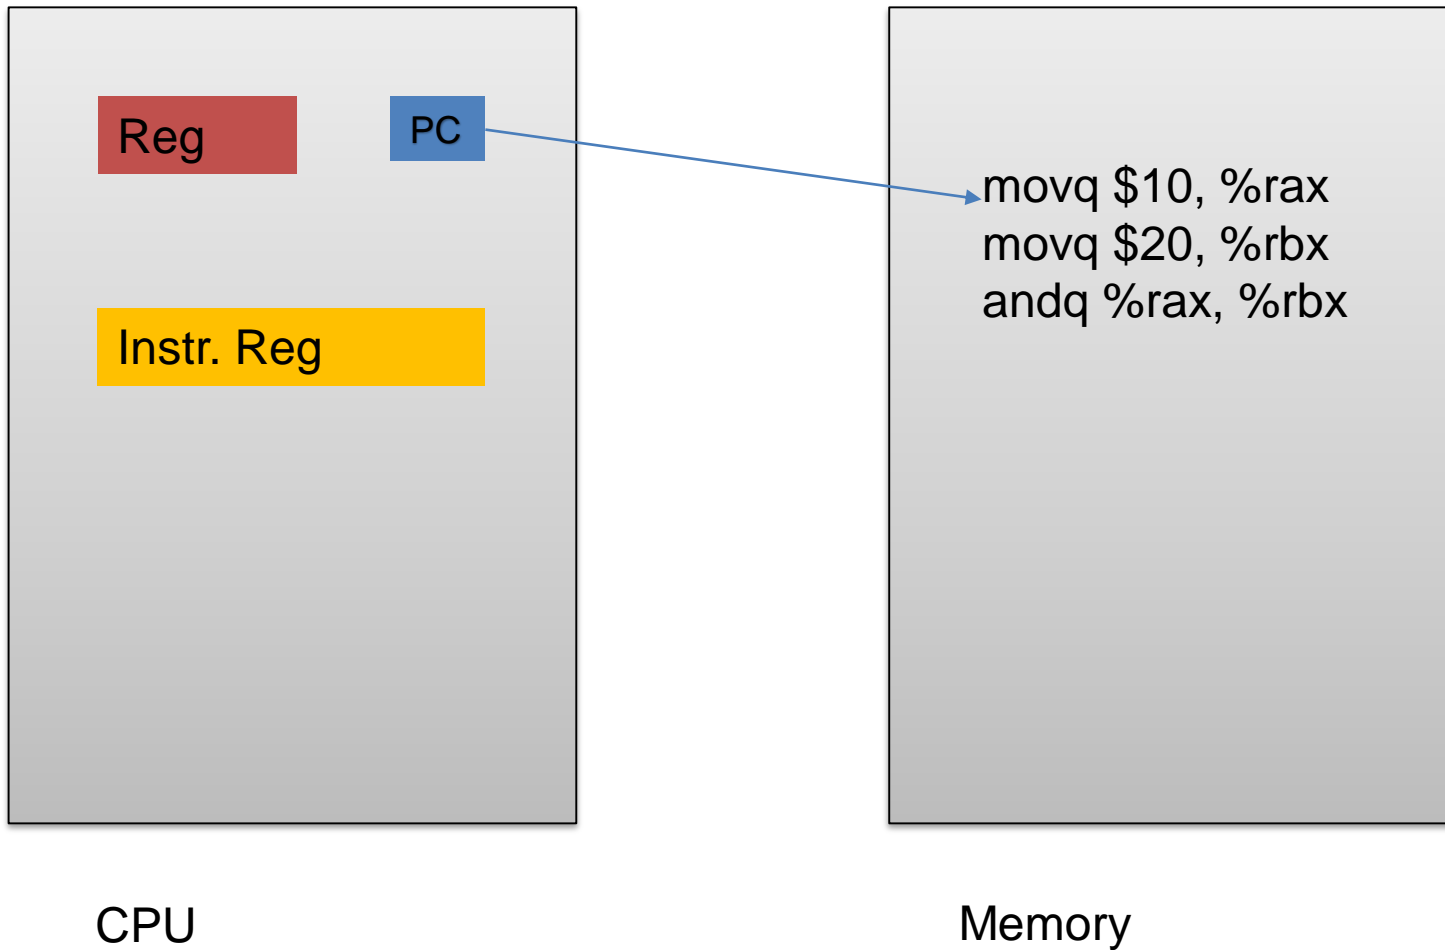 Reg
PC
Instr. Reg
movq $10, %rax
movq $20, %rbx
andq %rax, %rbx
CPU
Memory